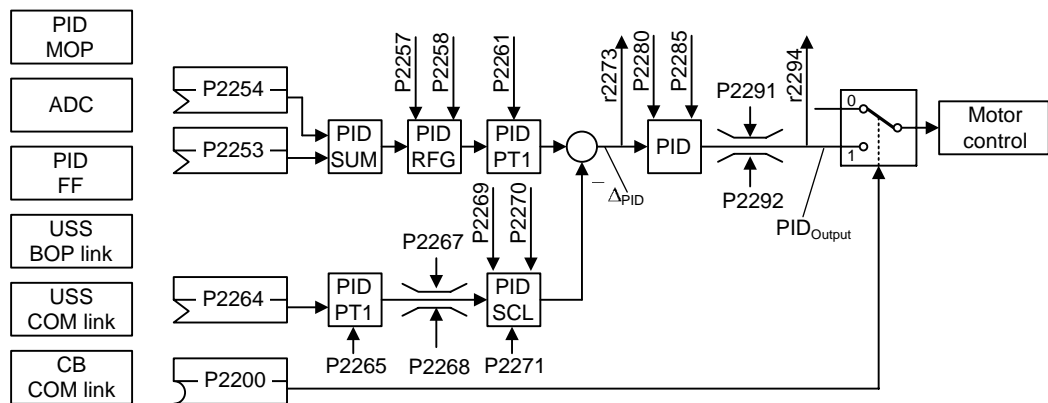 PID
MOP
ADC
PID
FF
USS
BOP link
USS
COM link
CB
COM link
P2254
P2253
P2264
P2200
PID
SUM
P2257
P2258
PID
RFG
P2261
PID
PT1
r2273
ΔPID
P2280
P2285
PID
P2291
P2292
r2294
PIDOutput
0
1
Motor
control
PID
PT1
P2265
P2267
P2268
P2269
P2270
PID
SCL
P2271
–